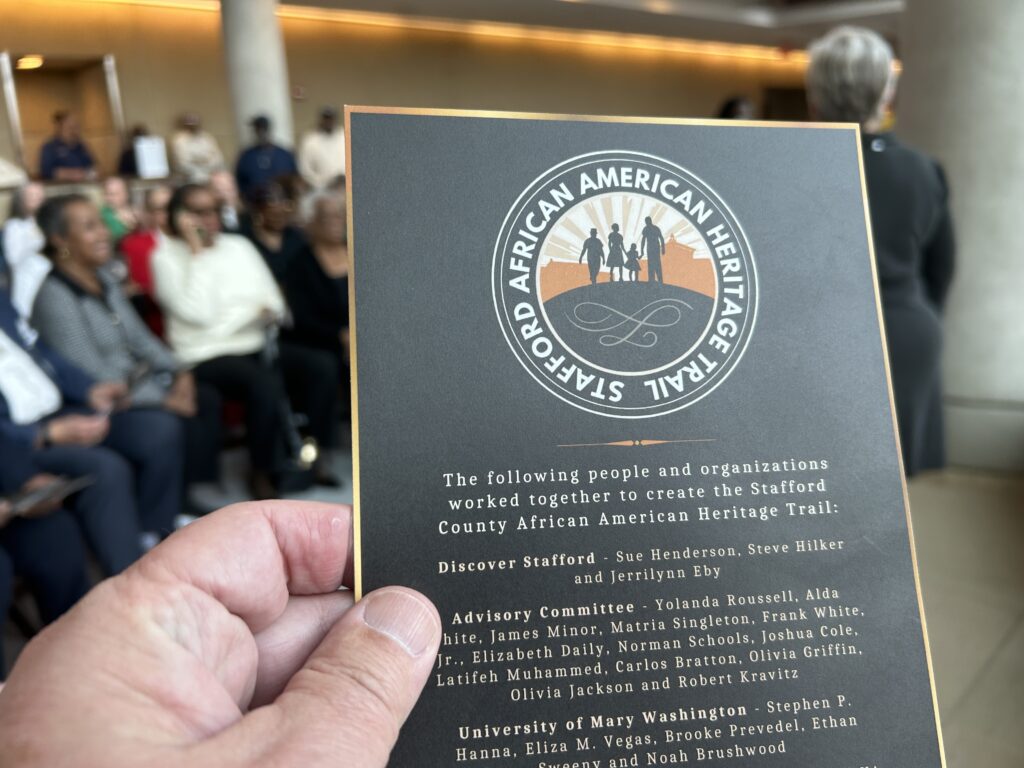 STAFFORD AFRICAN AMERICAN HERITAGE TRAIL
The following people and organizations
worked together to create the Stafford
County African American Heritage Trail:
Discover Stafford - Sue Henderson, Steve Hilker
and Jerrilynn Eby
Advisory Committee - Yolanda Roussell, Alda
hite, James Minor, Matria Singleton, Frank White,
Jr., Elizabeth Daily, Norman Schools, Joshua Cole,
Latifeh Muhammed, Carlos Bratton, Olivia Griffin,
Olivia Jackson and Robert Kravitz
University of Mary Washington - Stephen P.
Hanna, Eliza M. Vegas, Brooke Prevedel, Ethan
Sweeny and Noah Brushwood